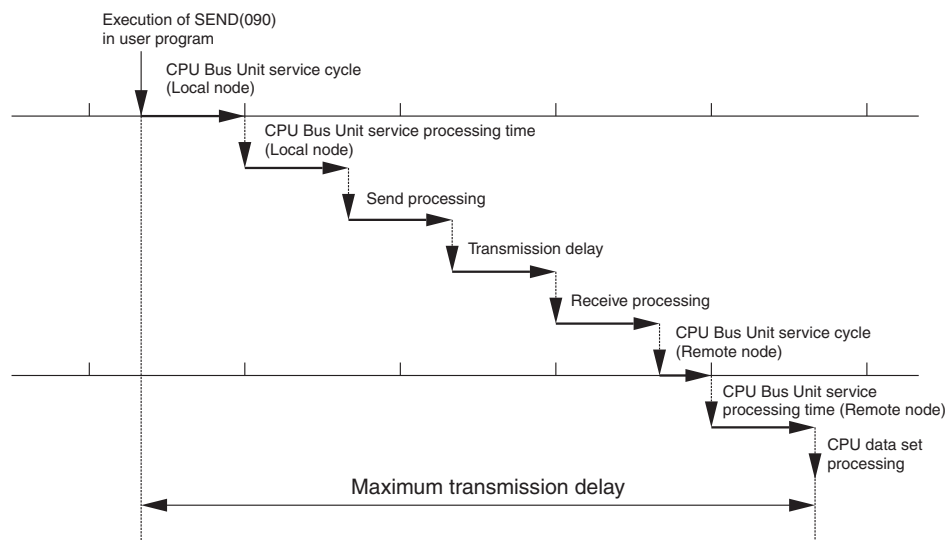 Execution of SEND(090)
in user program
CPU Bus Unit service cycle
(Local node)
CPU Bus Unit service processing time
(Local node)
Send processing
Transmission delay
Receive processing
CPU Bus Unit service cycle
(Remote node)
CPU Bus Unit service
processing time (Remote node)
CPU data set
processing
Maximum transmission delay